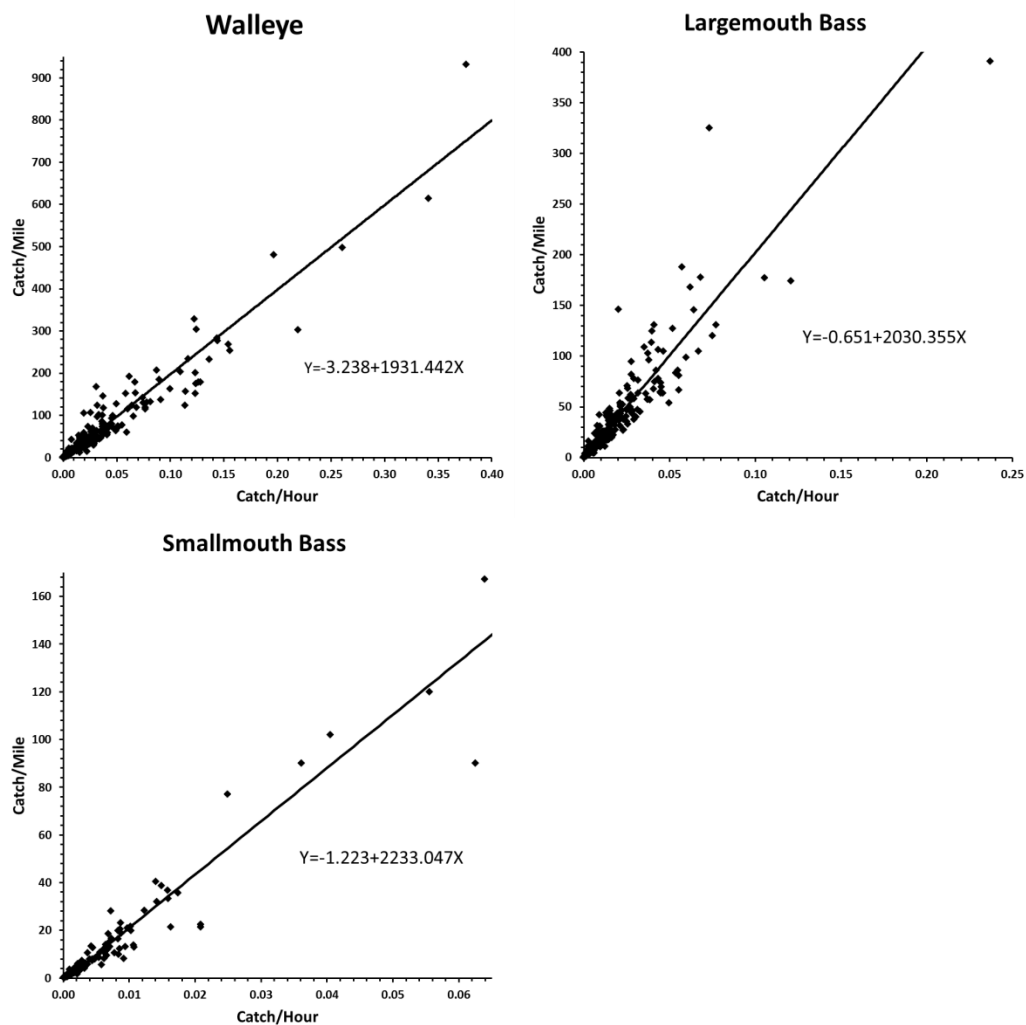 Walleye
900
800
700
600
500
400
300
200
100
0
Catch/Mile
Y=-3.238+1931.442X
0.00 0.05 0.10 0.15 0.20 0.25 0.30 0.35 0.40
Catch/Hour
Largemouth Bass
400
350
300
250
200
150
100
50
0
Catch/Mile
Y=-0.651+2030.355X
0.00 0.05 0.10 0.15 0.20 0.25
Catch/Hour
Smallmouth Bass
160
140
120
100
80
60
40
20
0
Catch/Mile
Y=-1.223+2233.047X
0.00 0.01 0.02 0.03 0.04 0.05 0.06
Catch/Hour